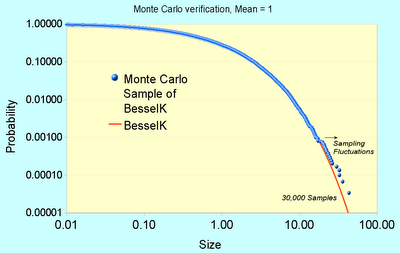 Monte Carlo verification, Mean = 1
1.00000
0.10000
0.01000
0.00100
0.00010
0.00001
Probability
Monte Carlo
Sample of
BesselK
BesselK
Sampling
Fluctuations
30,000 Samples
0.01
0.10
1.00
10.00
100.00
Size